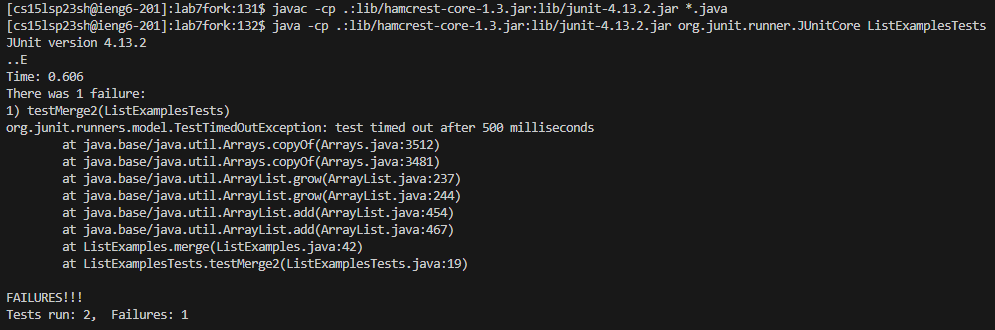 [cs15lsp23sh@ieng6-201]:lab7fork:131$ javac -cp .:lib/hamcrest-core-1.3.jar:lib/junit-4.13.2.jar *.java
[cs15lsp23sh@ieng6-201]:lab7fork:132$ java -cp .:lib/hamcrest-core-1.3.jar:lib/junit-4.13.2.jar org.junit.runner.JUnitCore ListExamplesTests
JUnit version 4.13.2
..E
Time: 0.606
There was 1 failure:
1) testMerge2(ListExamplesTests)
org.junit.runners.model.TestTimedOutException: test timed out after 500 milliseconds
        at java.base/java.util.Arrays.copyOf(Arrays.java:3512)
        at java.base/java.util.Arrays.copyOf(Arrays.java:3481)
        at java.base/java.util.ArrayList.grow(ArrayList.java:237)
        at java.base/java.util.ArrayList.grow(ArrayList.java:244)
        at java.base/java.util.ArrayList.add(ArrayList.java:454)
        at java.base/java.util.ArrayList.add(ArrayList.java:467)
        at ListExamples.merge(ListExamples.java:42)
        at ListExamplesTests.testMerge2(ListExamplesTests.java:19)

FAILURES!!!
Tests run: 2,  Failures: 1